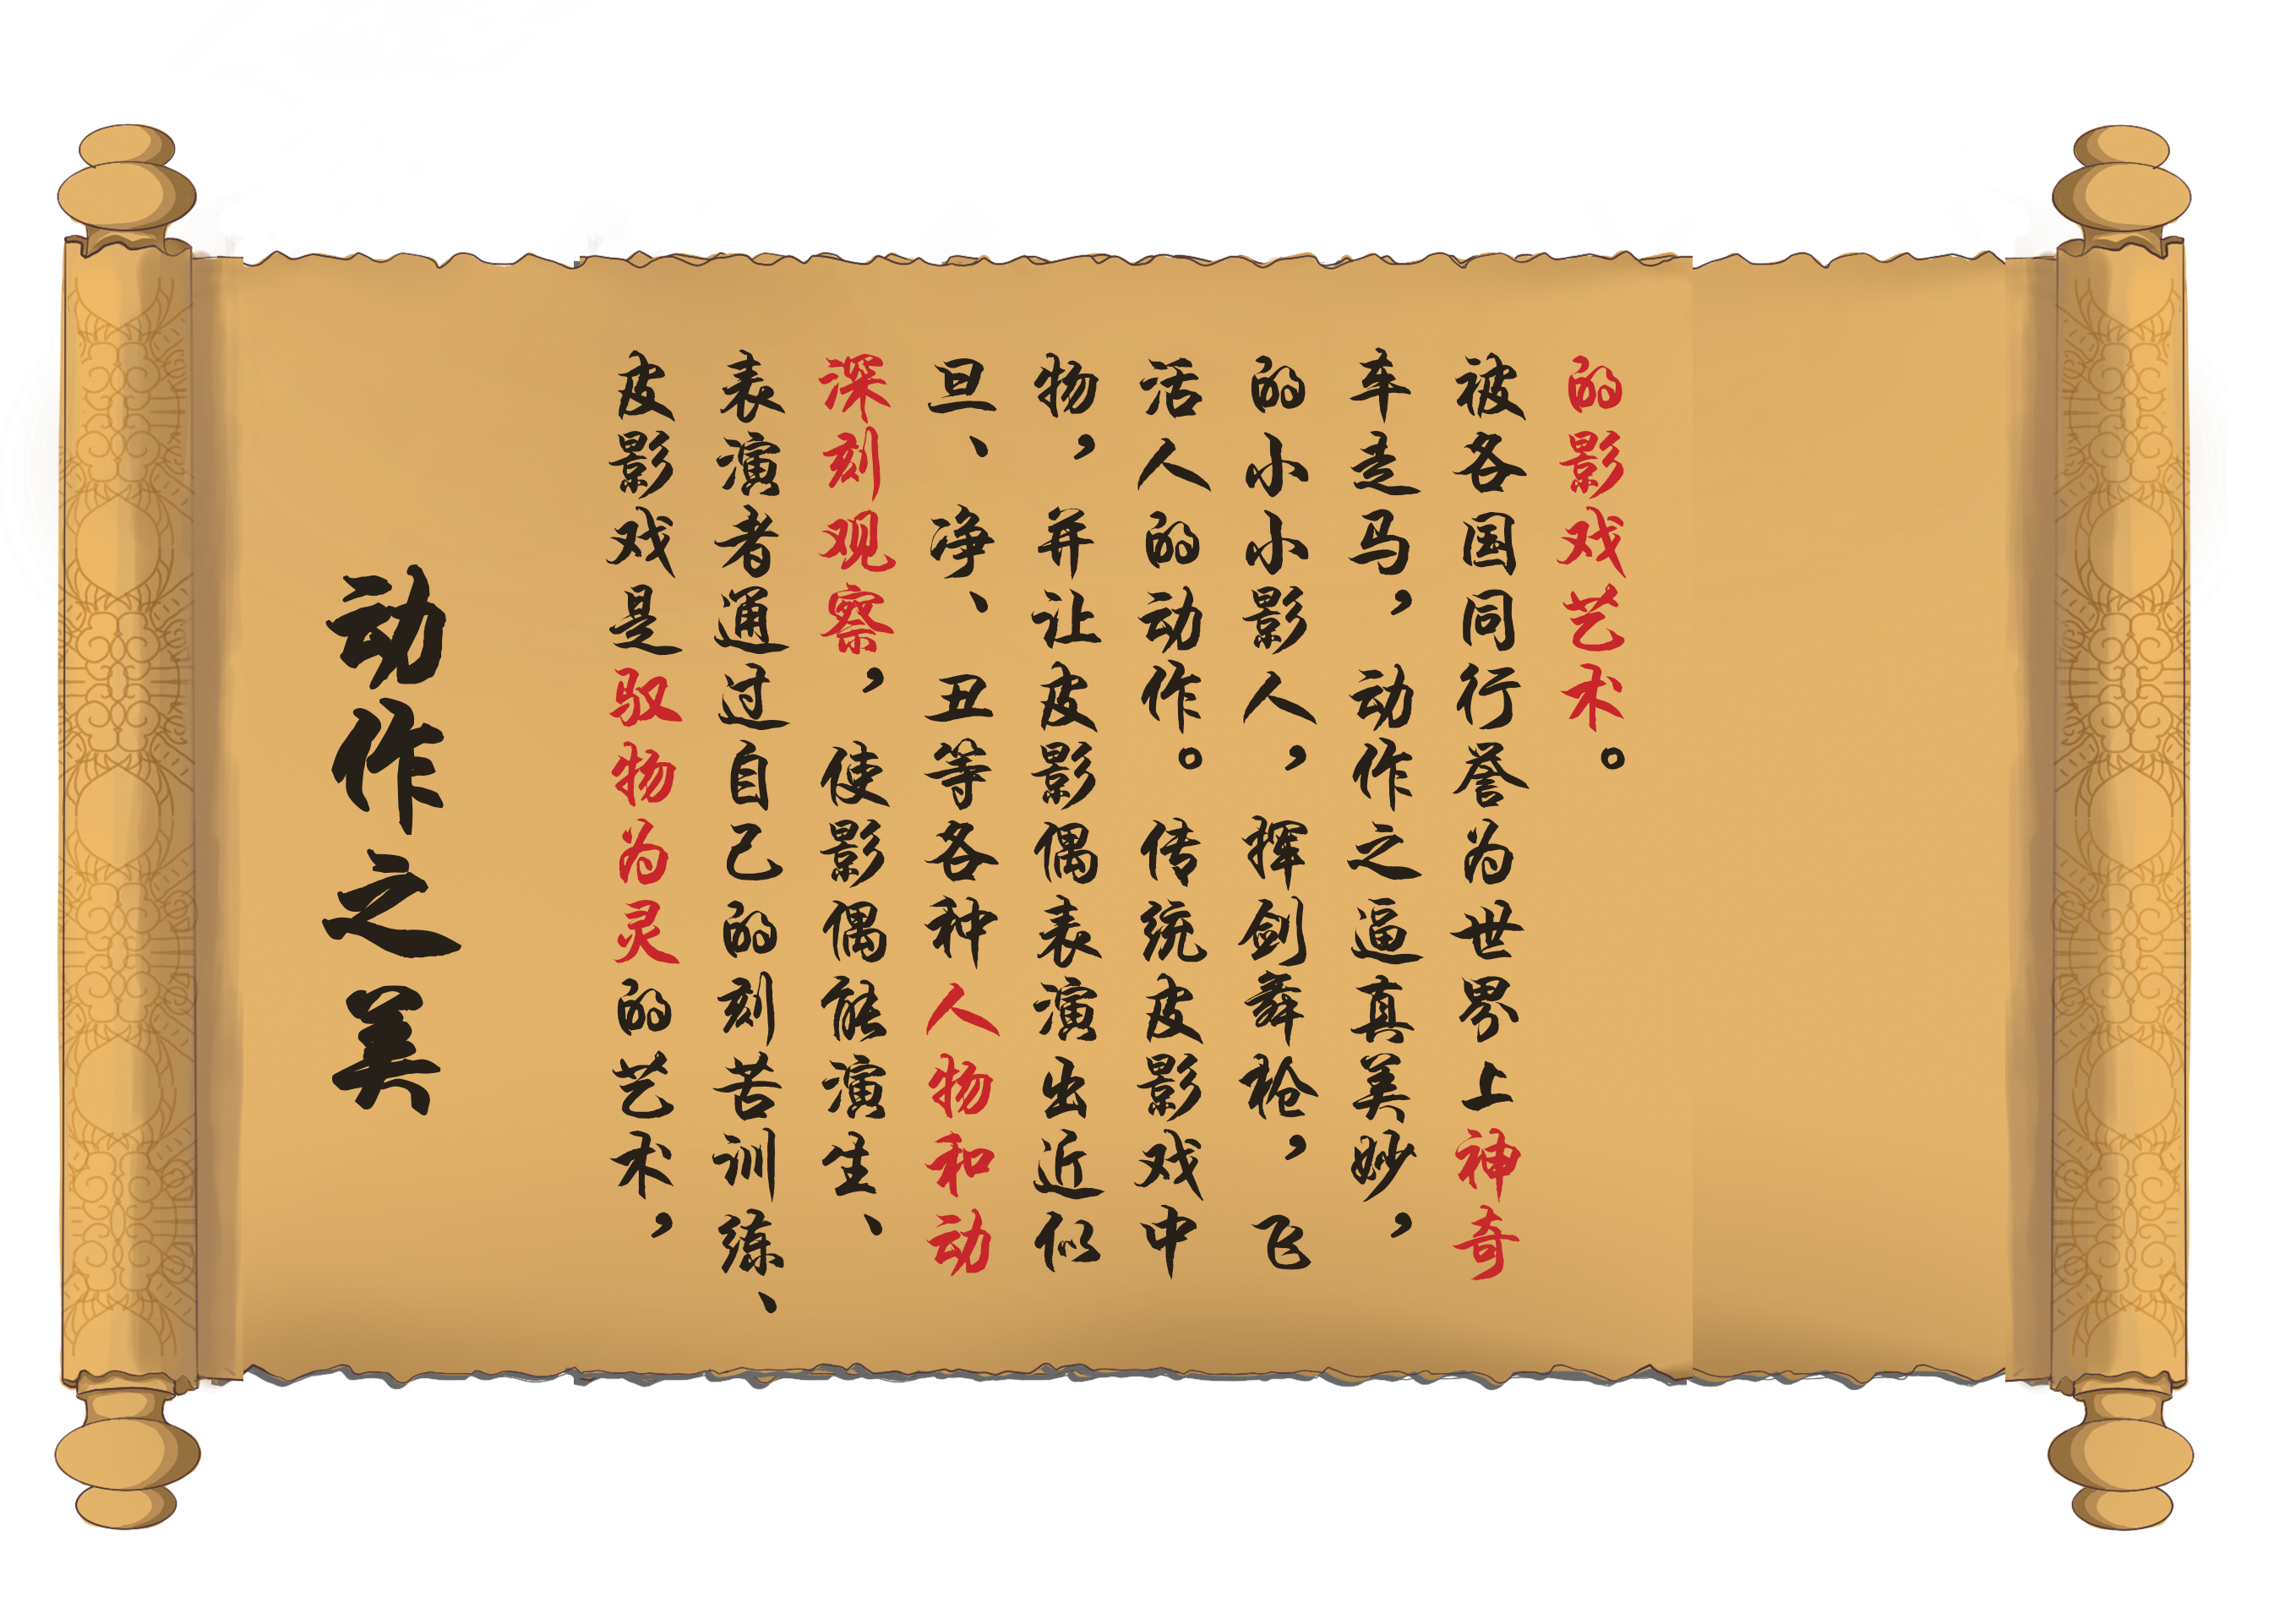 动作之美
皮影戏是驭物为灵的艺术，
表演者通过自己的刻苦训练、
深刻观察，使影偶能演生、
旦、净、丑等各种人物和动
物，并让皮影偶表演出近似
活人的动作。传统皮影戏中
的小小影人，挥剑舞枪，飞
车走马，动作之逼真美妙，
被各国同行誉为世界上神奇
的影戏艺术。